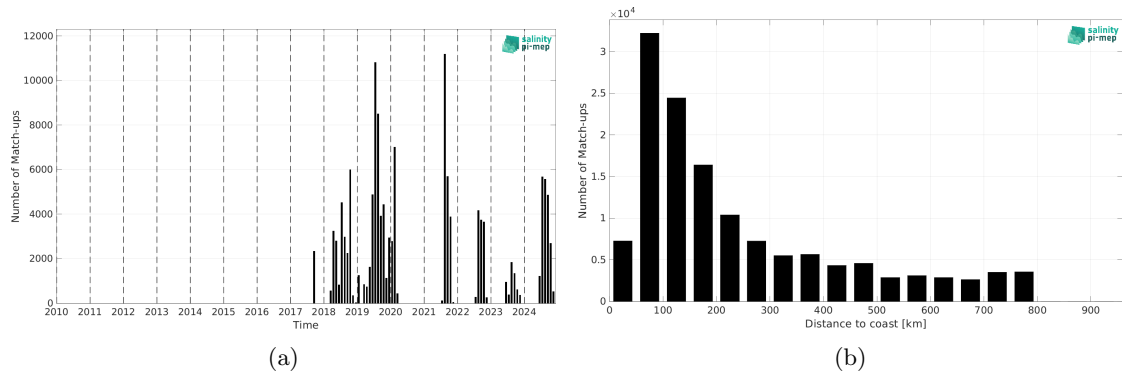 12000
10000
8000
6000
4000
2000
0
Number of Match-ups
2010 2011 2012 2013 2014 2015 2016 2017 2018 2019 2020 2021 2022 2023 2024
Time
salinity
pi-mep
(a)
×10⁴
3
2.5
2
1.5
1
0.5
0
Number of Match-ups
0 100 200 300 400 500 600 700 800 900
Distance to coast [km]
salinity
pi-mep
(b)